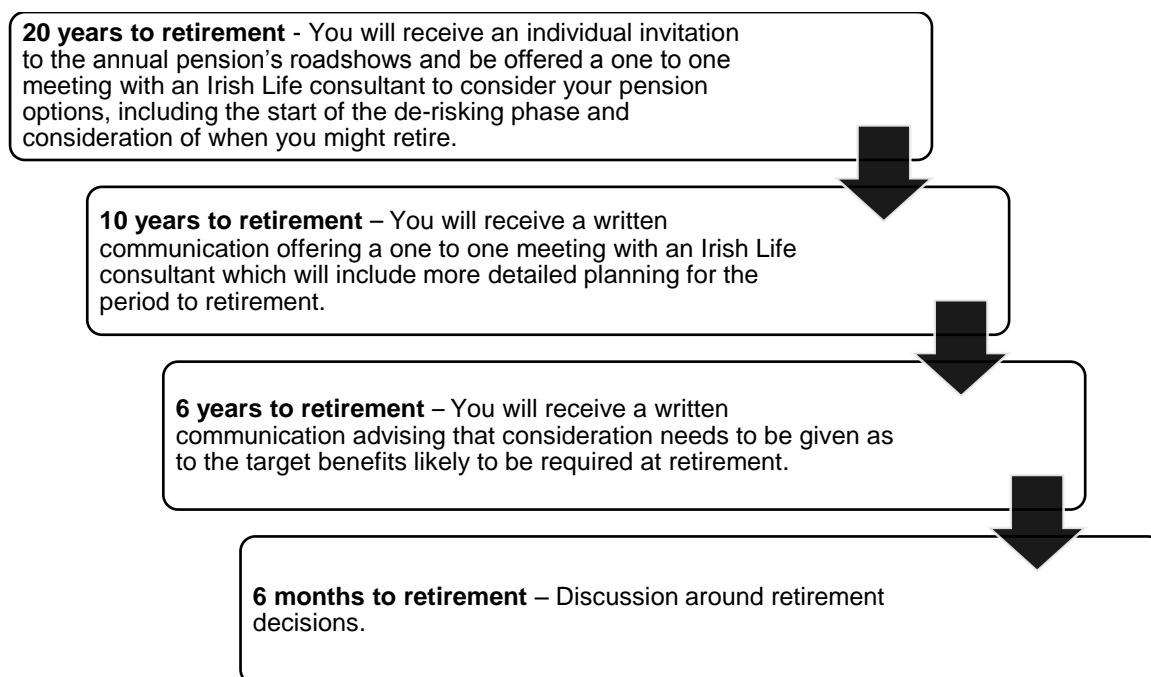 20 years to retirement - You will receive an individual invitation
to the annual pension's roadshows and be offered a one to one
meeting with an Irish Life consultant to consider your pension
options, including the start of the de-risking phase and
consideration of when you might retire.
10 years to retirement – You will receive a written
communication offering a one to one meeting with an Irish Life
consultant which will include more detailed planning for the
period to retirement.
6 years to retirement – You will receive a written
communication advising that consideration needs to be given as
to the target benefits likely to be required at retirement.
6 months to retirement – Discussion around retirement
decisions.